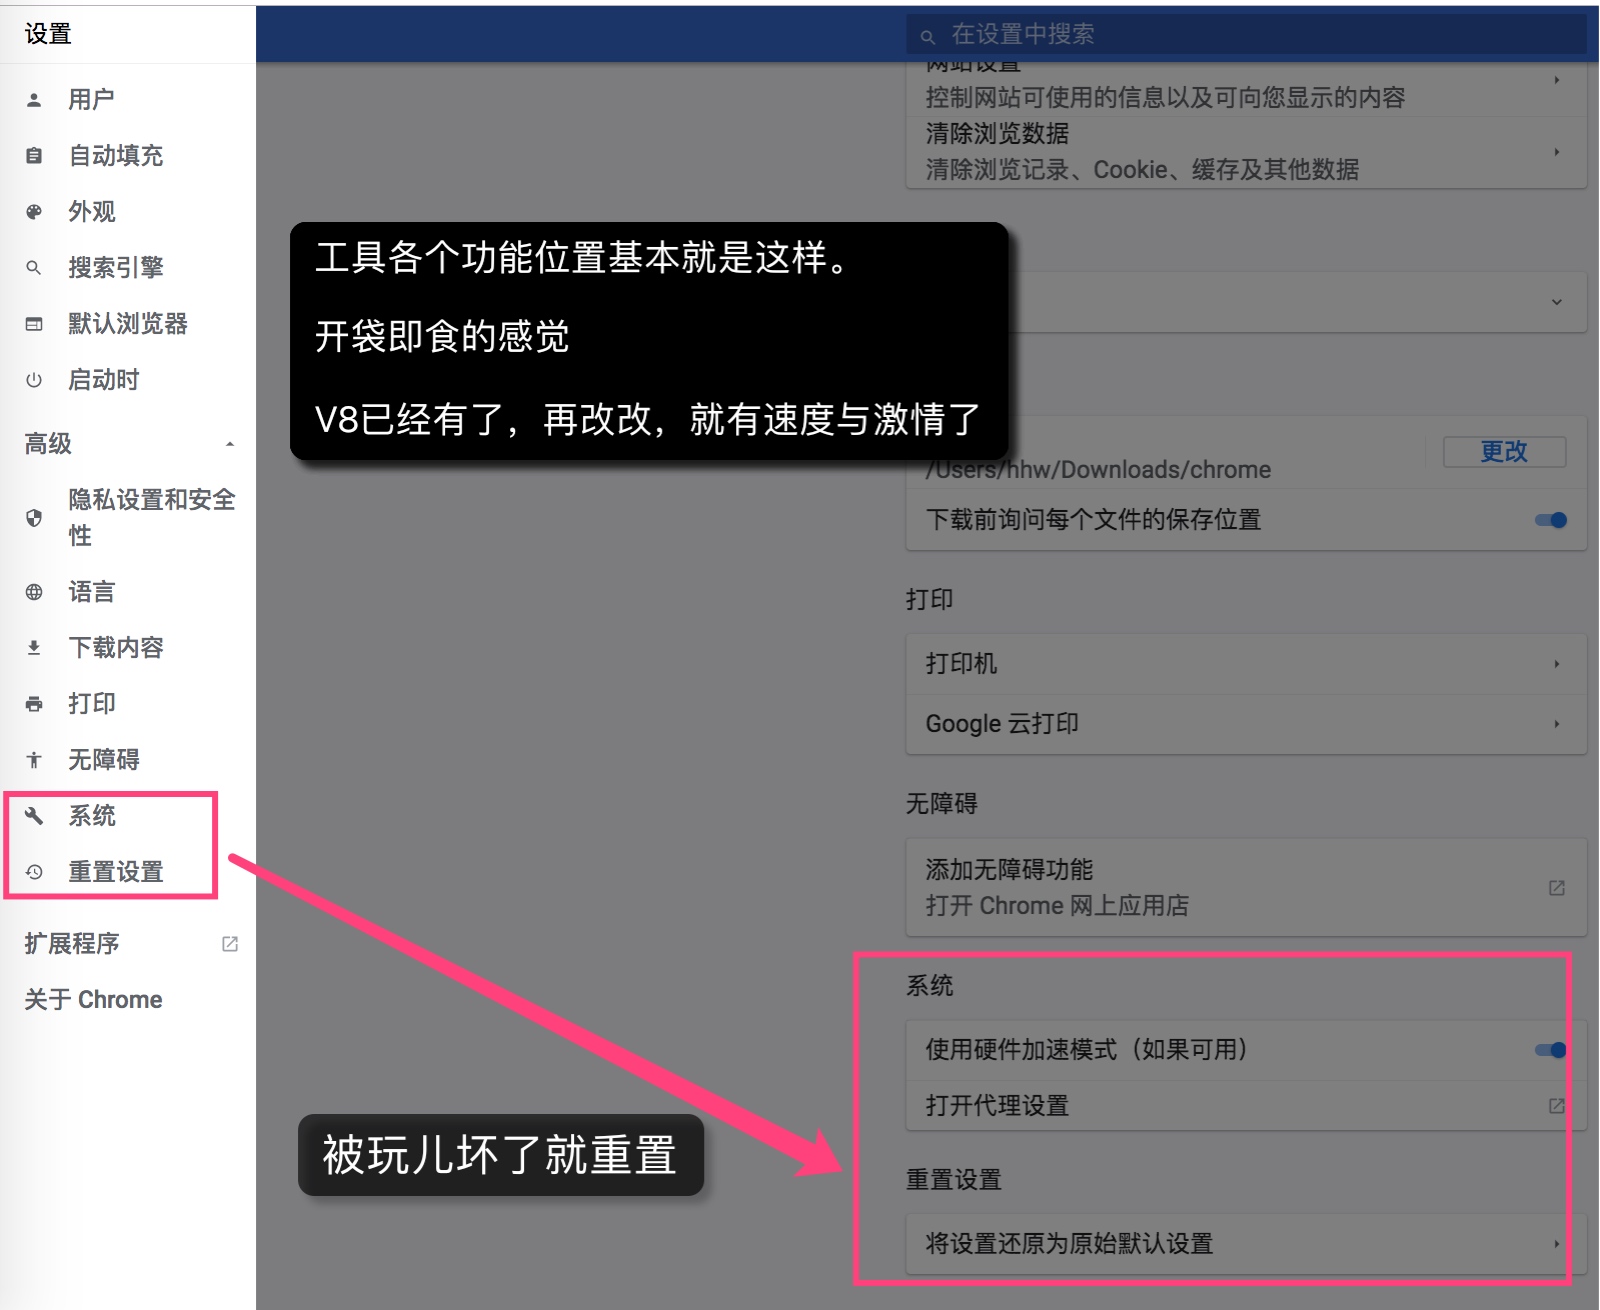 设置
在设置中搜索
用户
自动填充
外观
搜索引擎
默认浏览器
启动时
高级
隐私设置和安全
性
语言
下载内容
打印
无障碍
系统
重置设置
扩展程序
关于 Chrome
网站设置
控制网站可使用的信息以及可向您显示的内容
清除浏览数据
清除浏览记录、Cookie、缓存及其他数据
工具各个功能位置基本就是这样。
开袋即食的感觉
V8已经有了，再改改，就有速度与激情了
更改
/Users/hhw/Downloads/chrome
下载前询问每个文件的保存位置
打印
打印机
Google 云打印
无障碍
添加无障碍功能
打开 Chrome 网上应用店
系统
使用硬件加速模式（如果可用）
打开代理设置
被玩儿坏了就重置
重置设置
将设置还原为原始默认设置